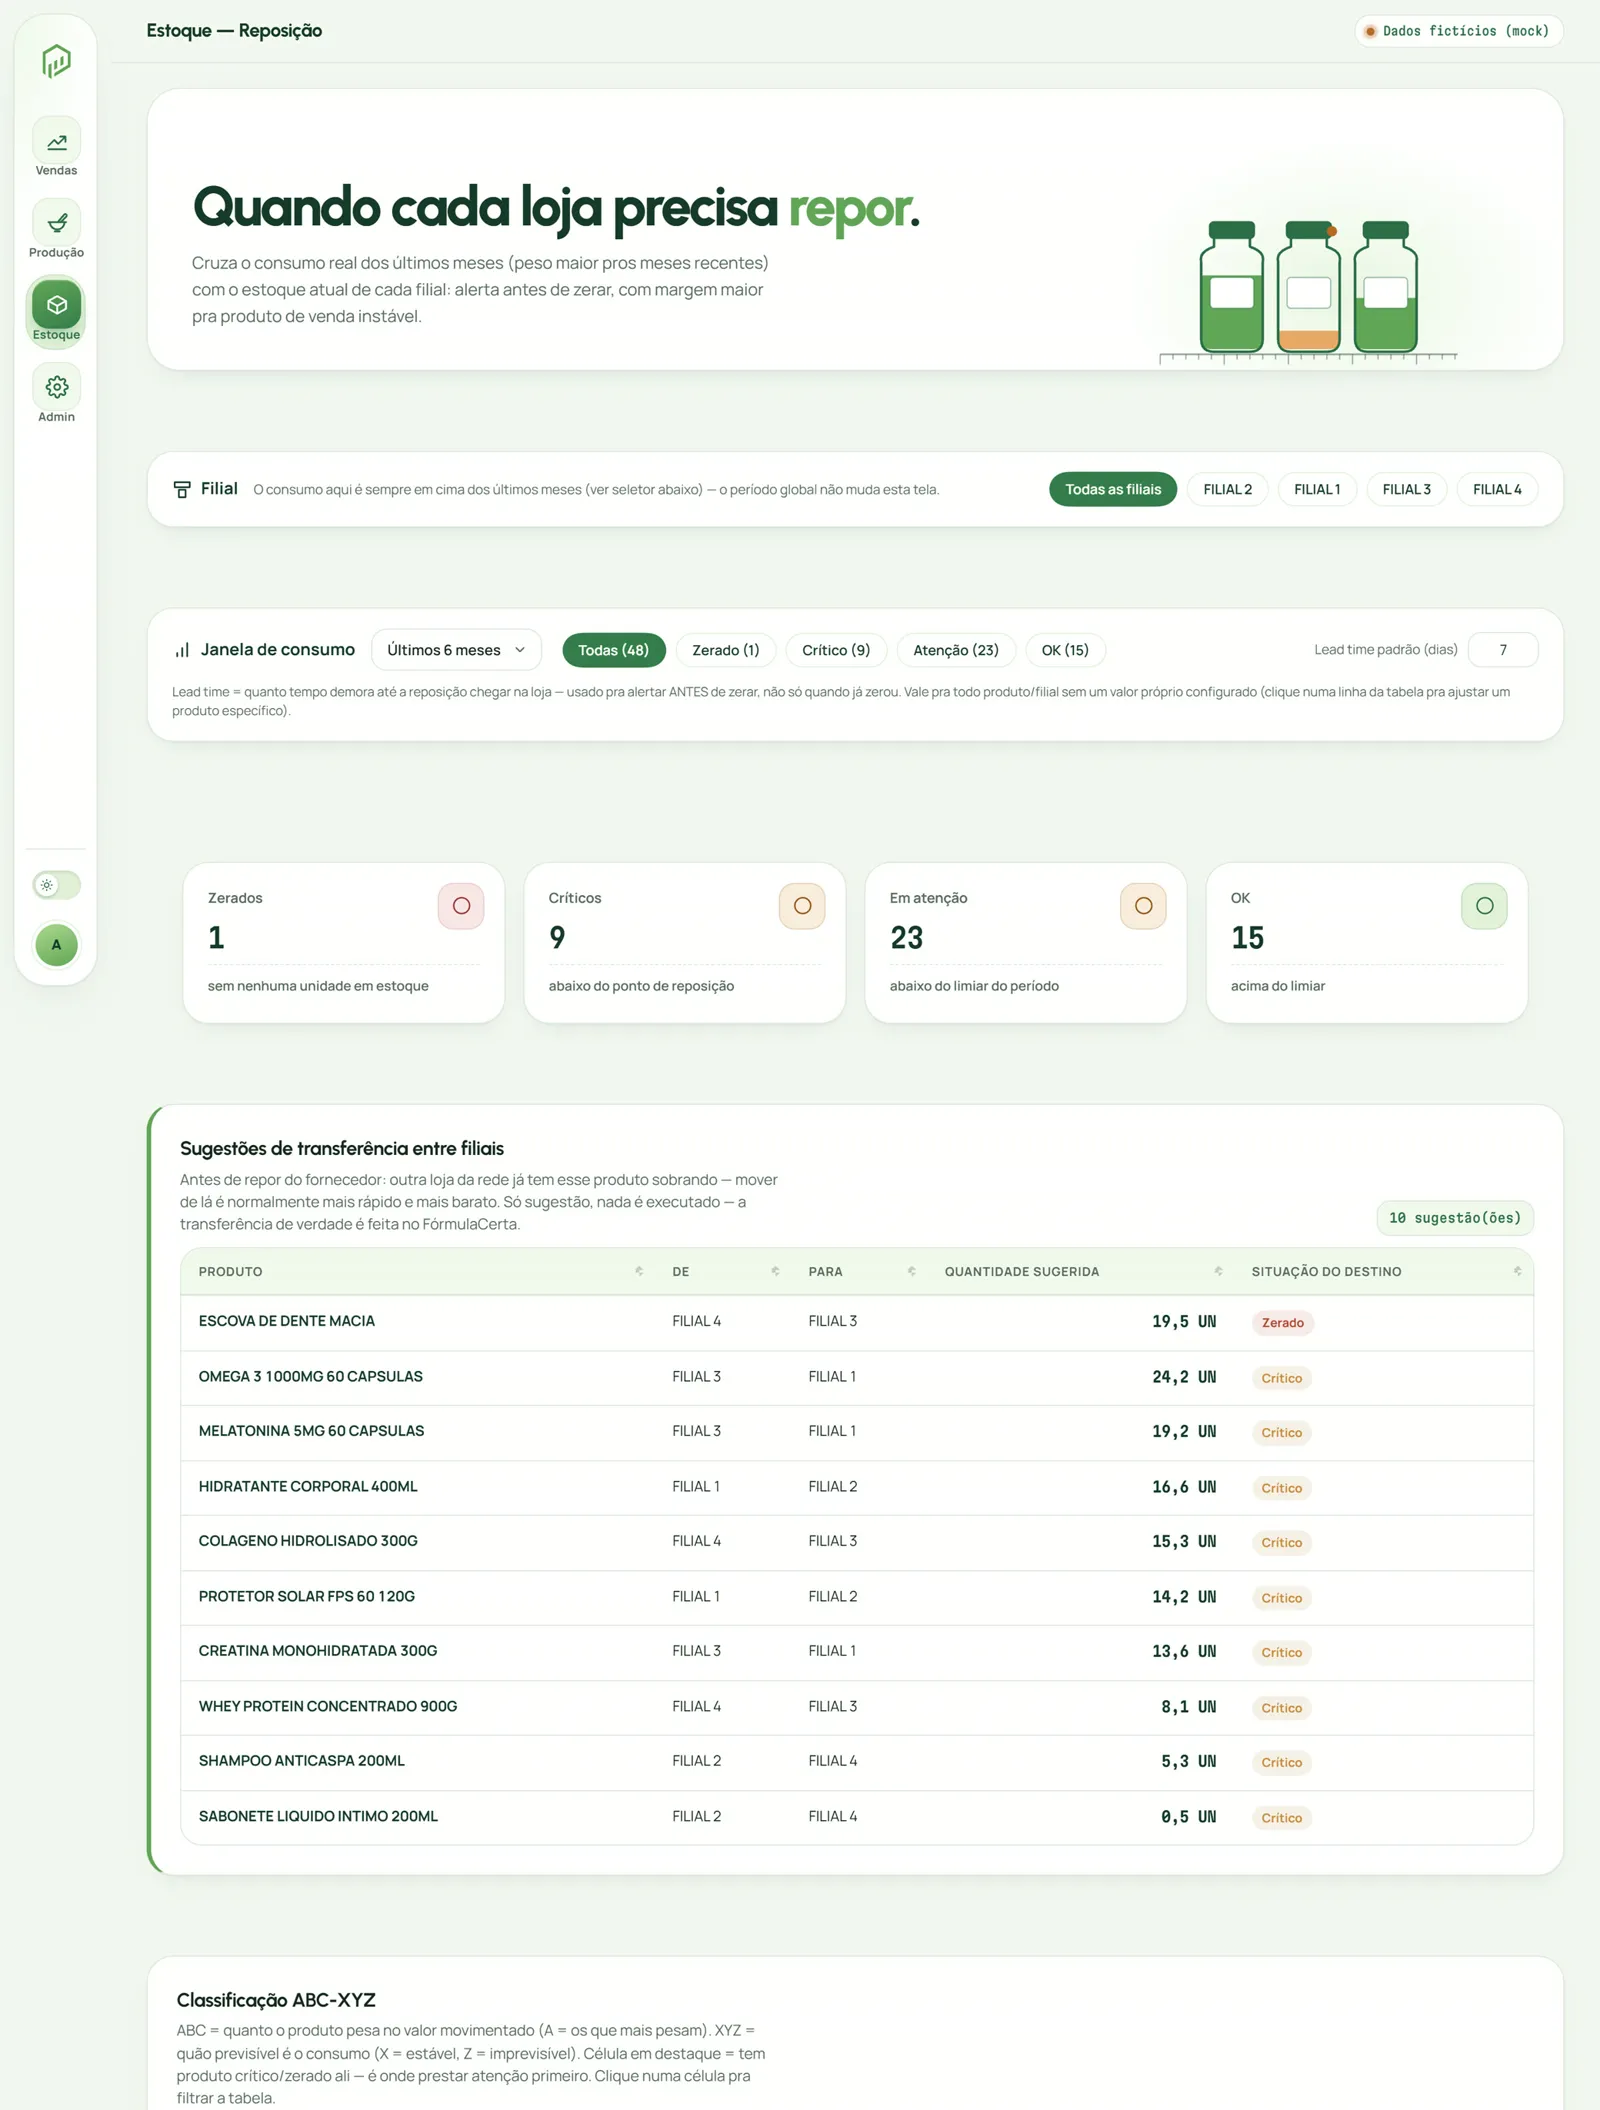 Estoque — Reposição
Dados fictícios (mock)
Vendas
Produção
Estoque
Admin
A
Quando cada loja precisa repor.
Cruza o consumo real dos últimos meses (peso maior pros meses recentes)
com o estoque atual de cada filial: alerta antes de zerar, com margem maior
pra produto de venda instável.
Filial
O consumo aqui é sempre em cima dos últimos meses (ver seletor abaixo) — o período global não muda esta tela.
Todas as filiais
FILIAL 2
FILIAL 1
FILIAL 3
FILIAL 4
Janela de consumo
Últimos 6 meses
Todas (48)
Zerado (1)
Crítico (9)
Atenção (23)
OK (15)
Lead time padrão (dias)
7
Lead time = quanto tempo demora até a reposição chegar na loja — usado pra alertar ANTES de zerar, não só quando já zerou. Vale pra todo produto/filial sem um valor próprio configurado (clique numa linha da tabela pra ajustar um
produto específico).
Zerados
1
sem nenhuma unidade em estoque
Críticos
9
abaixo do ponto de reposição
Em atenção
23
abaixo do limiar do período
OK
15
acima do limiar
Sugestões de transferência entre filiais
Antes de repor do fornecedor: outra loja da rede já tem esse produto sobrando — mover
de lá é normalmente mais rápido e mais barato. Só sugestão, nada é executado — a
transferência de verdade é feita no FórmulaCerta.
10 sugestão(ões)
PRODUTO DE PARA QUANTIDADE SUGERIDA SITUAÇÃO DO DESTINO
ESCOVA DE DENTE MACIA FILIAL 4 FILIAL 3 19,5 UN Zerado
OMEGA 3 1000MG 60 CAPSULAS FILIAL 3 FILIAL 1 24,2 UN Crítico
MELATONINA 5MG 60 CAPSULAS FILIAL 3 FILIAL 1 19,2 UN Crítico
HIDRATANTE CORPORAL 400ML FILIAL 1 FILIAL 2 16,6 UN Crítico
COLAGENO HIDROLISADO 300G FILIAL 4 FILIAL 3 15,3 UN Crítico
PROTETOR SOLAR FPS 60 120G FILIAL 1 FILIAL 2 14,2 UN Crítico
CREATINA MONOHIDRATADA 300G FILIAL 3 FILIAL 1 13,6 UN Crítico
WHEY PROTEIN CONCENTRADO 900G FILIAL 4 FILIAL 3 8,1 UN Crítico
SHAMPOO ANTICASPA 200ML FILIAL 2 FILIAL 4 5,3 UN Crítico
SABONETE LIQUIDO INTIMO 200ML FILIAL 2 FILIAL 4 0,5 UN Crítico
Classificação ABC-XYZ
ABC = quanto o produto pesa no valor movimentado (A = os que mais pesam). XYZ =
quão previsível é o consumo (X = estável, Z = imprevisível). Célula em destaque = tem
produto crítico/zerado ali — é onde prestar atenção primeiro. Clique numa célula pra
filtrar a tabela.